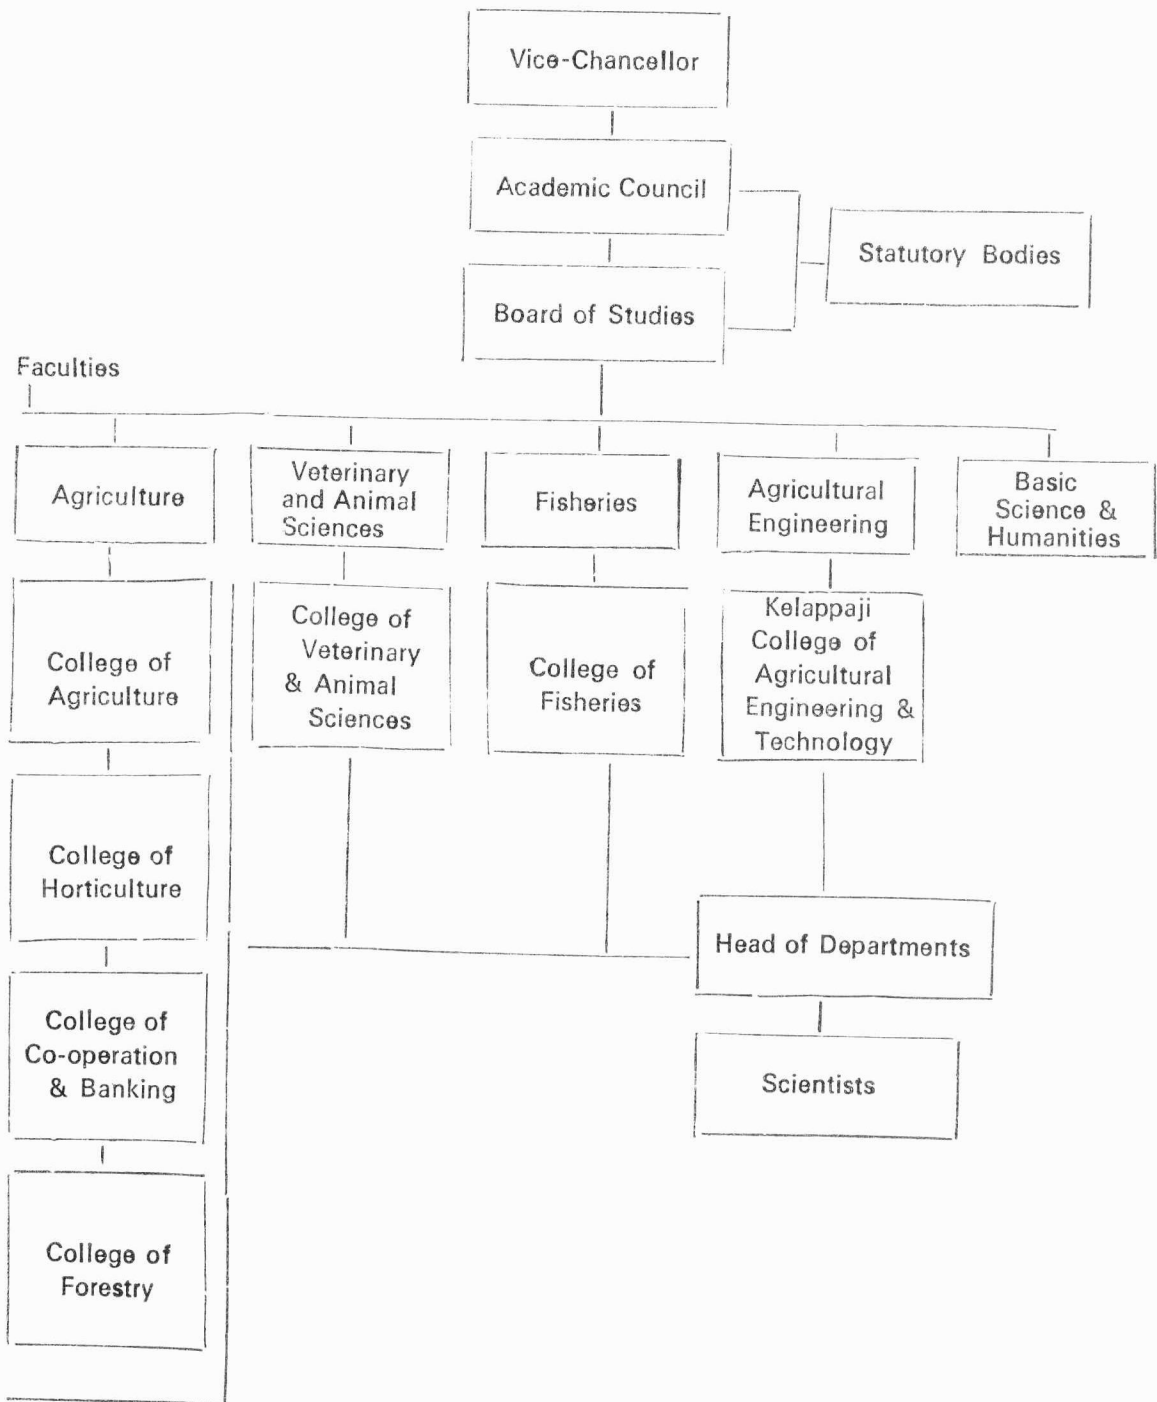 Vice-Chancellor
Academic Council
Statutory Bodies
Board of Studies
Faculties
Agriculture
Veterinary
and Animal
Sciences
Fisheries
Agricultural
Engineering
Basic
Science &
Humanities
College of
Agriculture
College of
Veterinary
& Animal
Sciences
College of
Fisheries
Kelappaji
College of
Agricultural
Engineering &
Technology
College of
Horticulture
Head of Departments
College of
Co-operation
& Banking
Scientists
College of
Forestry